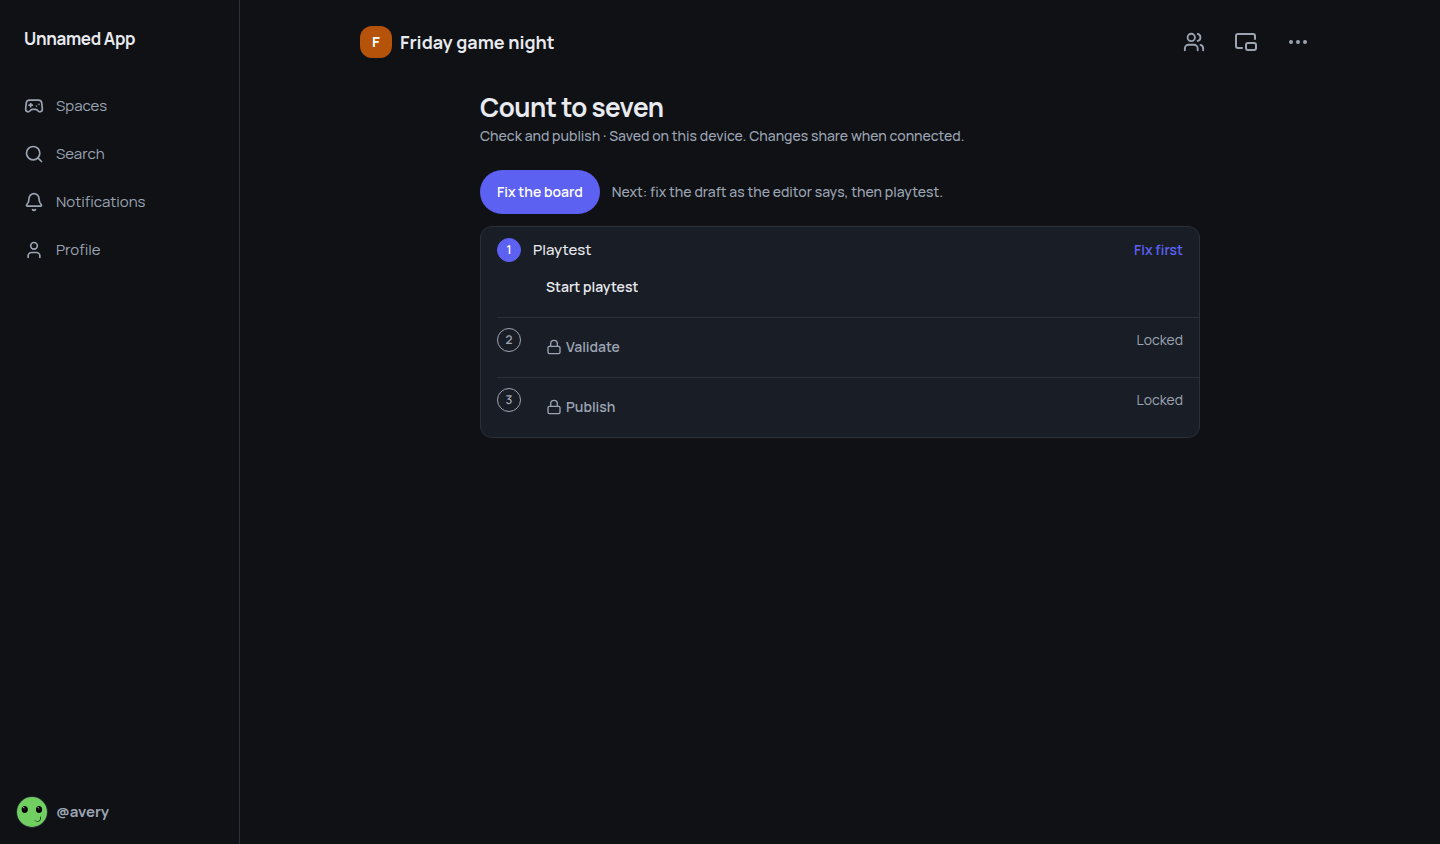 Unnamed App
Spaces
Search
Notifications
Profile
@avery
F Friday game night
Count to seven
Check and publish · Saved on this device. Changes share when connected.
Fix the board Next: fix the draft as the editor says, then playtest.
1 Playtest Fix first
Start playtest
2 Validate Locked
3 Publish Locked